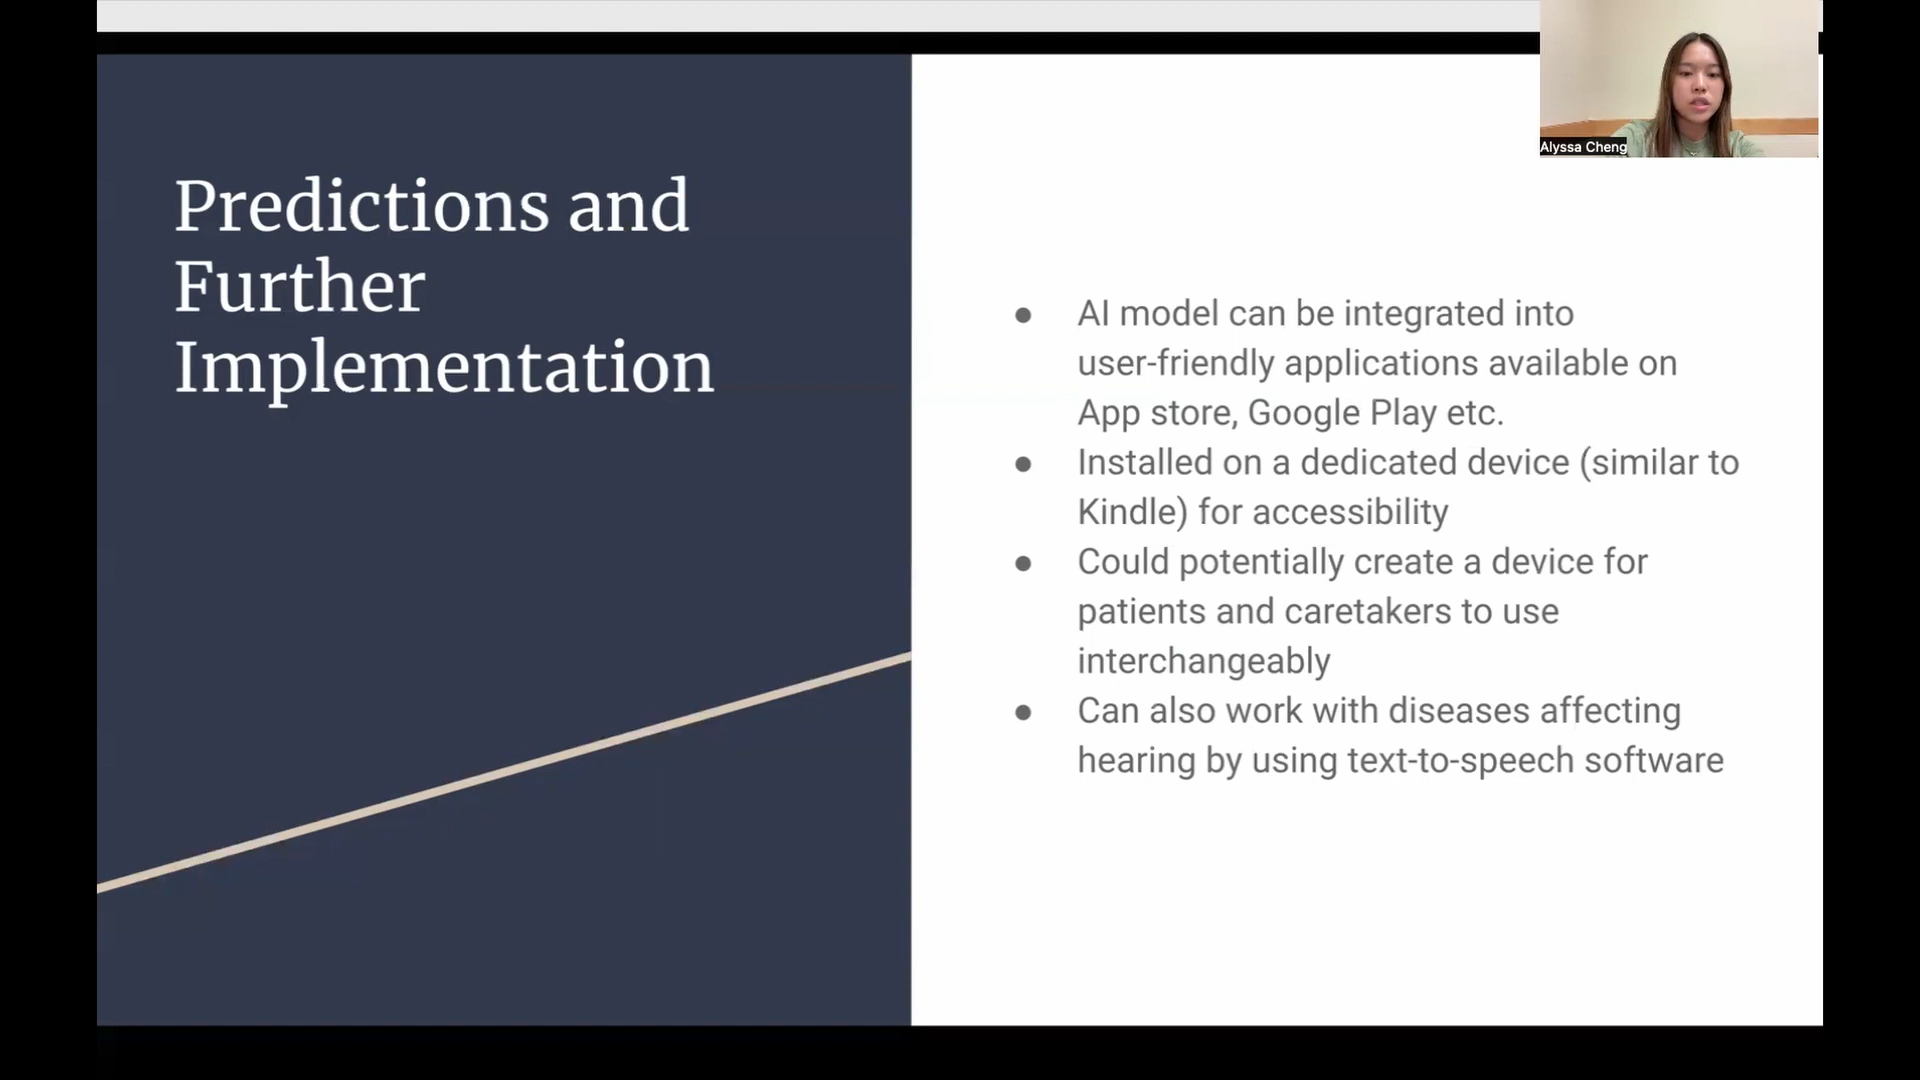 Predictions and
Further
Implementation
● AI model can be integrated into
user-friendly applications available on
App store, Google Play etc.
● Installed on a dedicated device (similar to
Kindle) for accessibility
● Could potentially create a device for
patients and caretakers to use
interchangeably
● Can also work with diseases affecting
hearing by using text-to-speech software
Alyssa Cheng